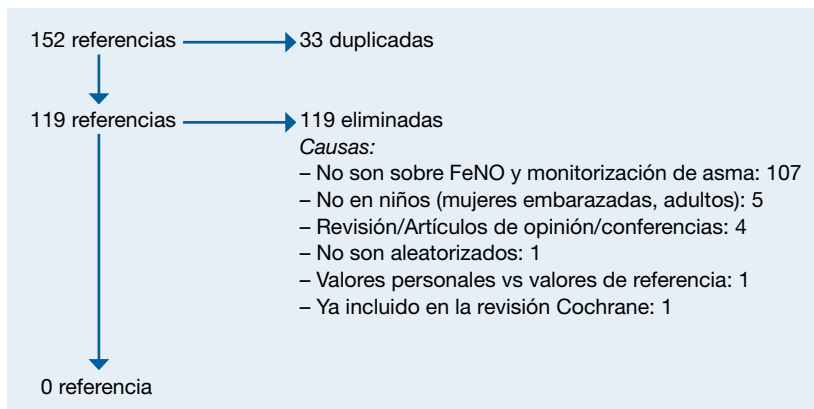 152 referencias
33 duplicadas
119 referencias
119 eliminadas
Causas:
– No son sobre FeNO y monitorización de asma: 107
– No en niños (mujeres embarazadas, adultos): 5
– Revisión/Artículos de opinión/conferencias: 4
– No son aleatorizados: 1
– Valores personales vs valores de referencia: 1
– Ya incluido en la revisión Cochrane: 1
0 referencia